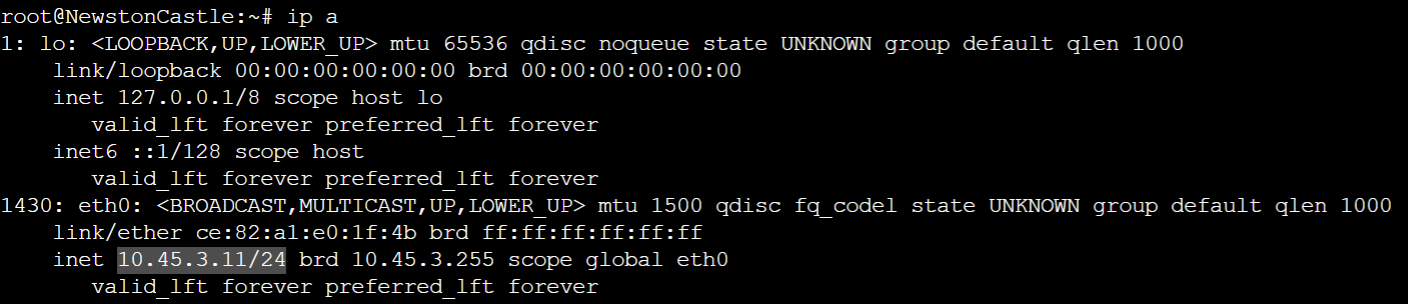 root@NewstonCastle:~# ip a
1: lo: <LOOPBACK,UP,LOWER_UP> mtu 65536 qdisc noqueue state UNKNOWN group default qlen 1000
    link/loopback 00:00:00:00:00:00 brd 00:00:00:00:00:00
    inet 127.0.0.1/8 scope host lo
       valid_lft forever preferred_lft forever
    inet6 ::1/128 scope host
       valid_lft forever preferred_lft forever
1430: eth0: <BROADCAST,MULTICAST,UP,LOWER_UP> mtu 1500 qdisc fq_codel state UNKNOWN group default qlen 1000
    link/ether ce:82:a1:e0:1f:4b brd ff:ff:ff:ff:ff:ff
    inet 10.45.3.11/24 brd 10.45.3.255 scope global eth0
       valid_lft forever preferred_lft forever